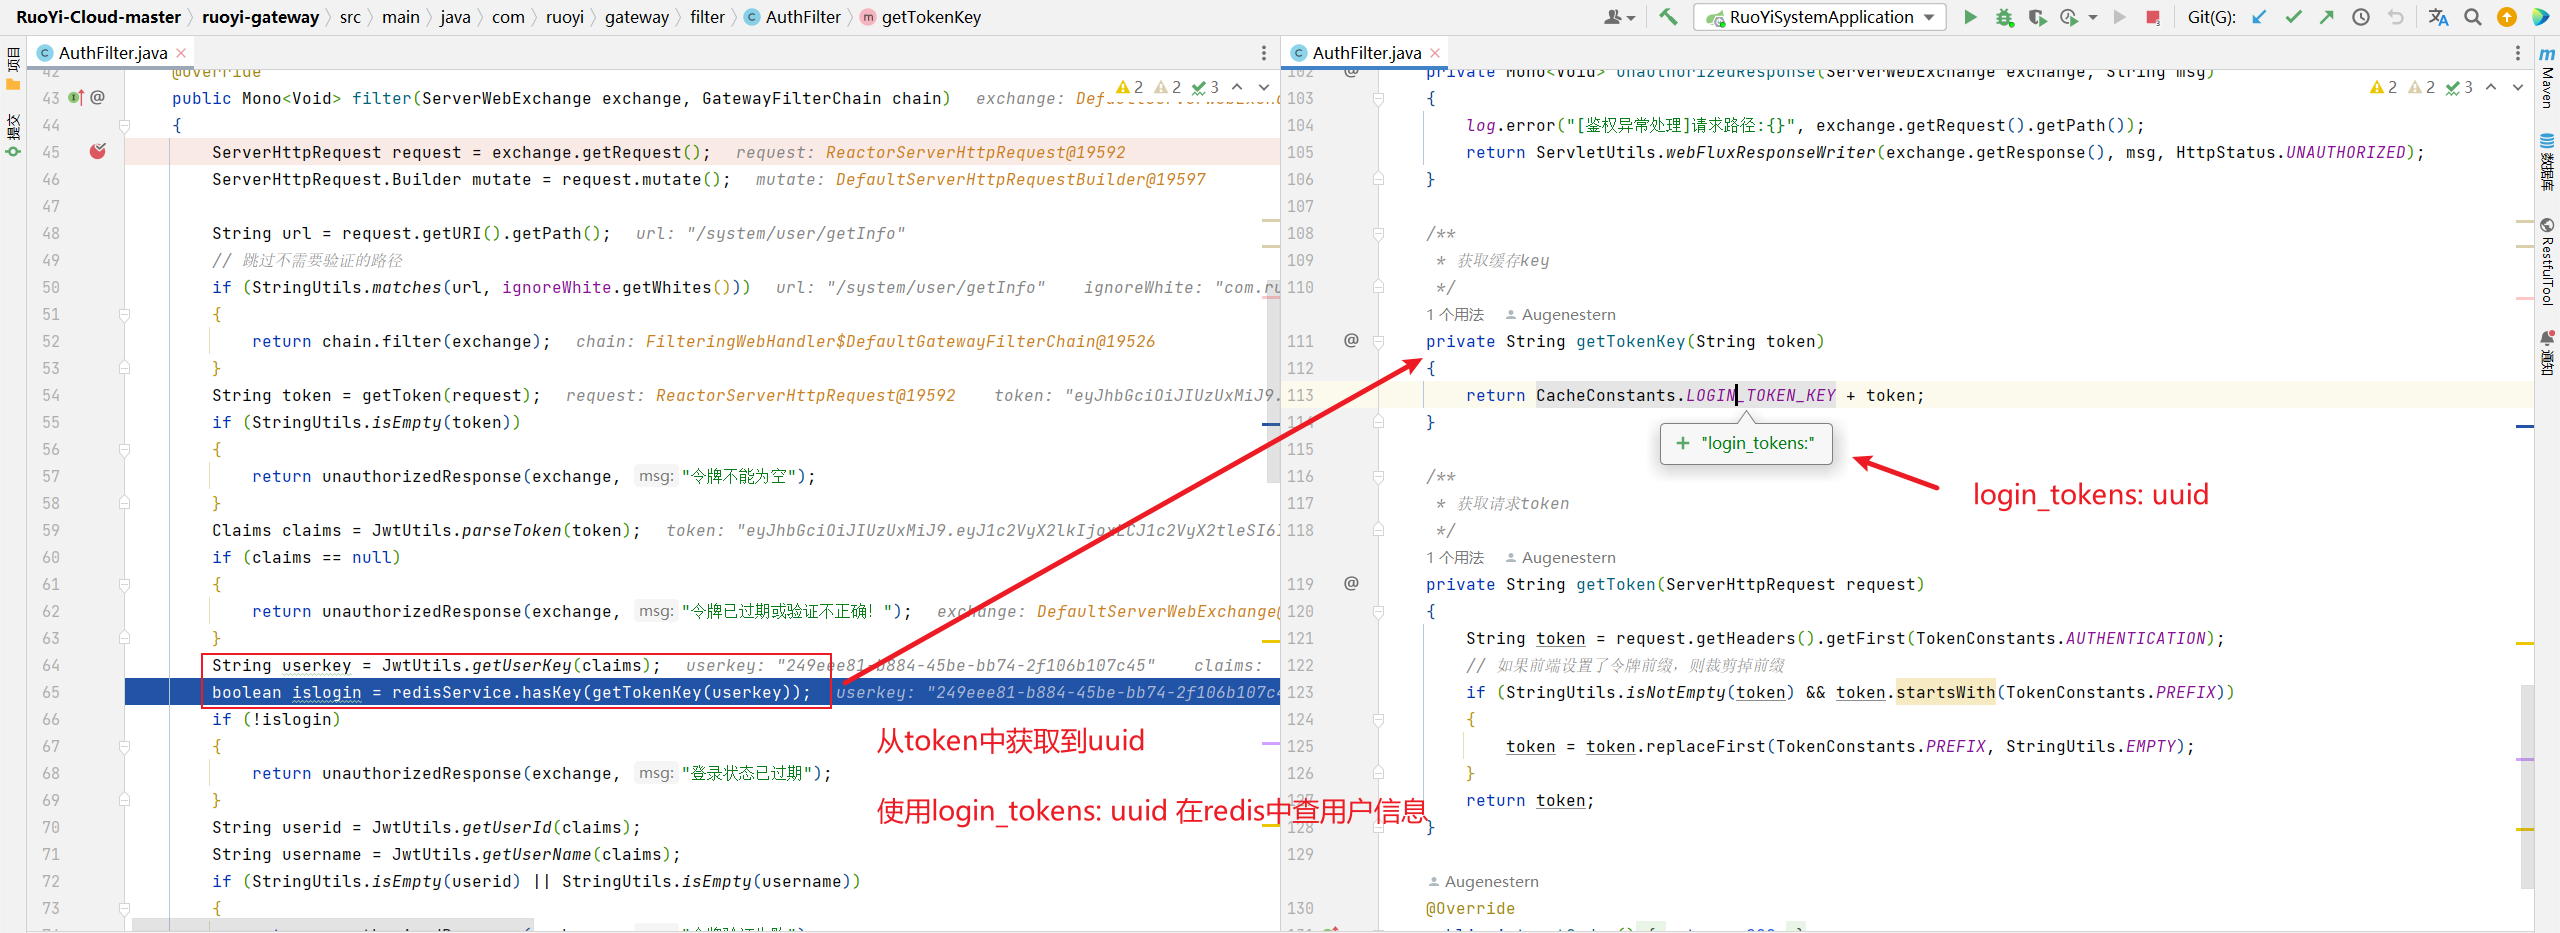 RuoYi-Cloud-master 〉 ruoyi-gateway 〉 src 〉 main 〉 java 〉 com 〉 ruoyi 〉 gateway 〉 filter 〉 AuthFilter 〉 getTokenKey
RuoYiSystemApplication
Git(G):
项目
提交
AuthFilter.java
42 @Override
2 2 3
43 public Mono<Void> filter(ServerWebExchange exchange, GatewayFilterChain chain) exchange:
44 {
45 ServerHttpRequest request = exchange.getRequest(); request: ReactorServerHttpRequest@19592
46 ServerHttpRequest.Builder mutate = request.mutate(); mutate: DefaultServerHttpRequestBuilder@19597
47
48 String url = request.getURI().getPath(); url: "/system/user/getInfo"
49 // 跳过不需要验证的路径
50 if (StringUtils.matches(url, ignoreWhite.getWhites())) url: "/system/user/getInfo" ignoreWhite: "com.ru
51 {
52 return chain.filter(exchange); chain: FilteringWebHandler$DefaultGatewayFilterChain@19526
53 }
54 String token = getToken(request); request: ReactorServerHttpRequest@19592 token: "eyJhbGciOiJIUzUxMiJ9.
55 if (StringUtils.isEmpty(token))
56 {
57 return unauthorizedResponse(exchange, msg: "令牌不能为空");
58 }
59 Claims claims = JwtUtils.parseToken(token); token: "eyJhbGciOiJIUzUxMiJ9.eyJ1c2VyX2lkIjoxLCJ1c2VyX2tleSI6I
60 if (claims == null)
61 {
62 return unauthorizedResponse(exchange, msg: "令牌已过期或验证不正确！"); exchange: DefaultServerWebExchange@
63 }
64 String userkey = JwtUtils.getUserKey(claims); userkey: "249eee81-b884-45be-bb74-2f106b107c45" claims:
65 boolean islogin = redisService.hasKey(getTokenKey(userkey)); userkey: "249eee81-b884-45be-bb74-2f106b107c4
66 if (!islogin)
67 {
68 return unauthorizedResponse(exchange, msg: "登录状态已过期");
69 }
70 String userid = JwtUtils.getUserId(claims);
71 String username = JwtUtils.getUserName(claims);
72 if (StringUtils.isEmpty(userid) || StringUtils.isEmpty(username))
73 {
从token中获取到uuid
使用login_tokens: uuid 在redis中查用户信息
AuthFilter.java
102 private Mono<Void> unauthorizedResponse(ServerWebExchange exchange, String msg)
2 2 3
103 {
104 log.error("[鉴权异常处理]请求路径:{}", exchange.getRequest().getPath());
105 return ServletUtils.webFluxResponseWriter(exchange.getResponse(), msg, HttpStatus.UNAUTHORIZED);
106 }
107
108 /**
109 * 获取缓存key
110 */
1 个用法 Augenestern
111 private String getTokenKey(String token)
112 {
113 return CacheConstants.LOGIN_TOKEN_KEY + token;
114 }
+ "login_tokens:"
115
login_tokens: uuid
116 /**
117 * 获取请求token
118 */
1 个用法 Augenestern
119 private String getToken(ServerHttpRequest request)
120 {
121 String token = request.getHeaders().getFirst(TokenConstants.AUTHENTICATION);
122 // 如果前端设置了令牌前缀，则裁剪掉前缀
123 if (StringUtils.isNotEmpty(token) && token.startsWith(TokenConstants.PREFIX))
124 {
125 token = token.replaceFirst(TokenConstants.PREFIX, StringUtils.EMPTY);
126 }
127 return token;
128 }
129
Augenestern
130 @Override
Maven
数据库
RestfulTool
通知